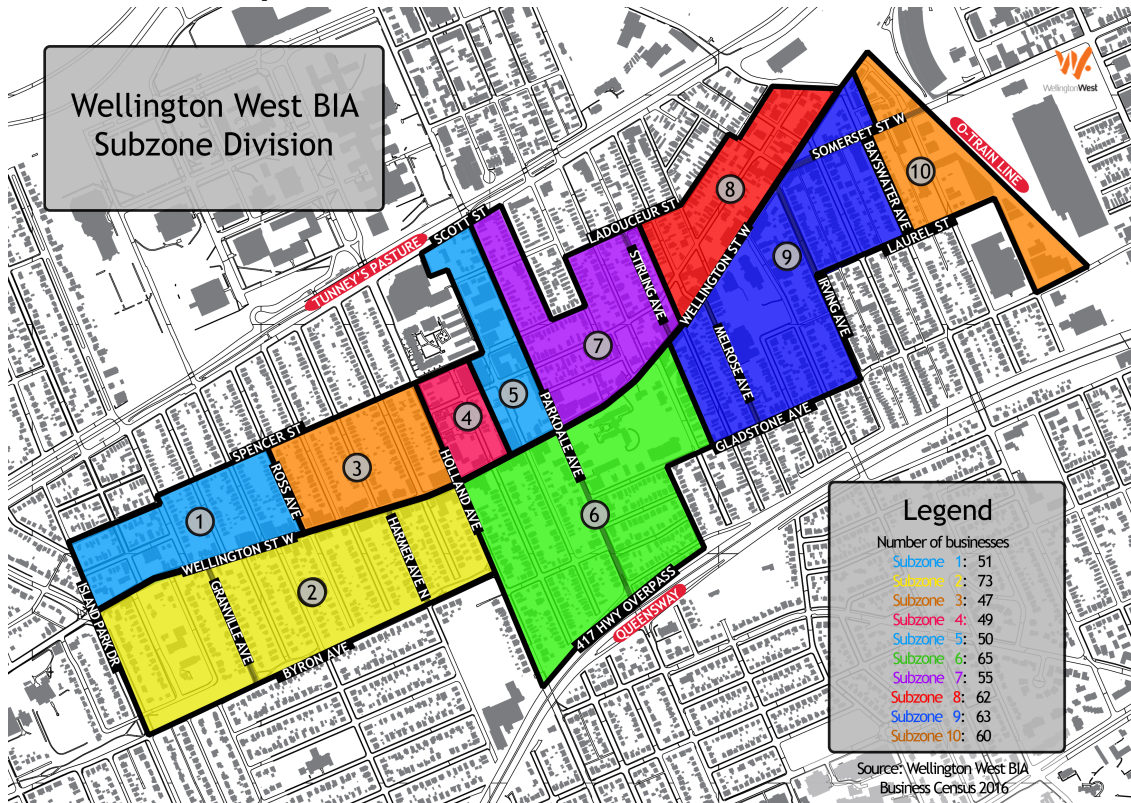 Wellington West BIA
Subzone Division
WellingtonWest
O-TRAIN LINE
SOMERSET ST W
BAYSWATER AVE
10
8
SCOTT ST
LADOUCEUR ST
LAUREL ST
TUNNEY'S PASTURE
STIRLING AVE
WELLINGTON ST W
9
IRVING AVE
7
MELROSE AVE
5
PARKDALE AVE
4
GLADSTONE AVE
SPENCER ST
3
HOLLAND AVE
ROSS AVE
1
6
WELLINGTON ST W
HARMER AVE N
ISLAND PARK DR
GRANVILLE AVE
2
BYRON AVE
417 HWY OVERPASS
QUEENSWAY
Legend
Number of businesses
Subzone 1: 51
Subzone 2: 73
Subzone 3: 47
Subzone 4: 49
Subzone 5: 50
Subzone 6: 65
Subzone 7: 55
Subzone 8: 62
Subzone 9: 63
Subzone 10: 60
Source: Wellington West BIA
Business Census 2016